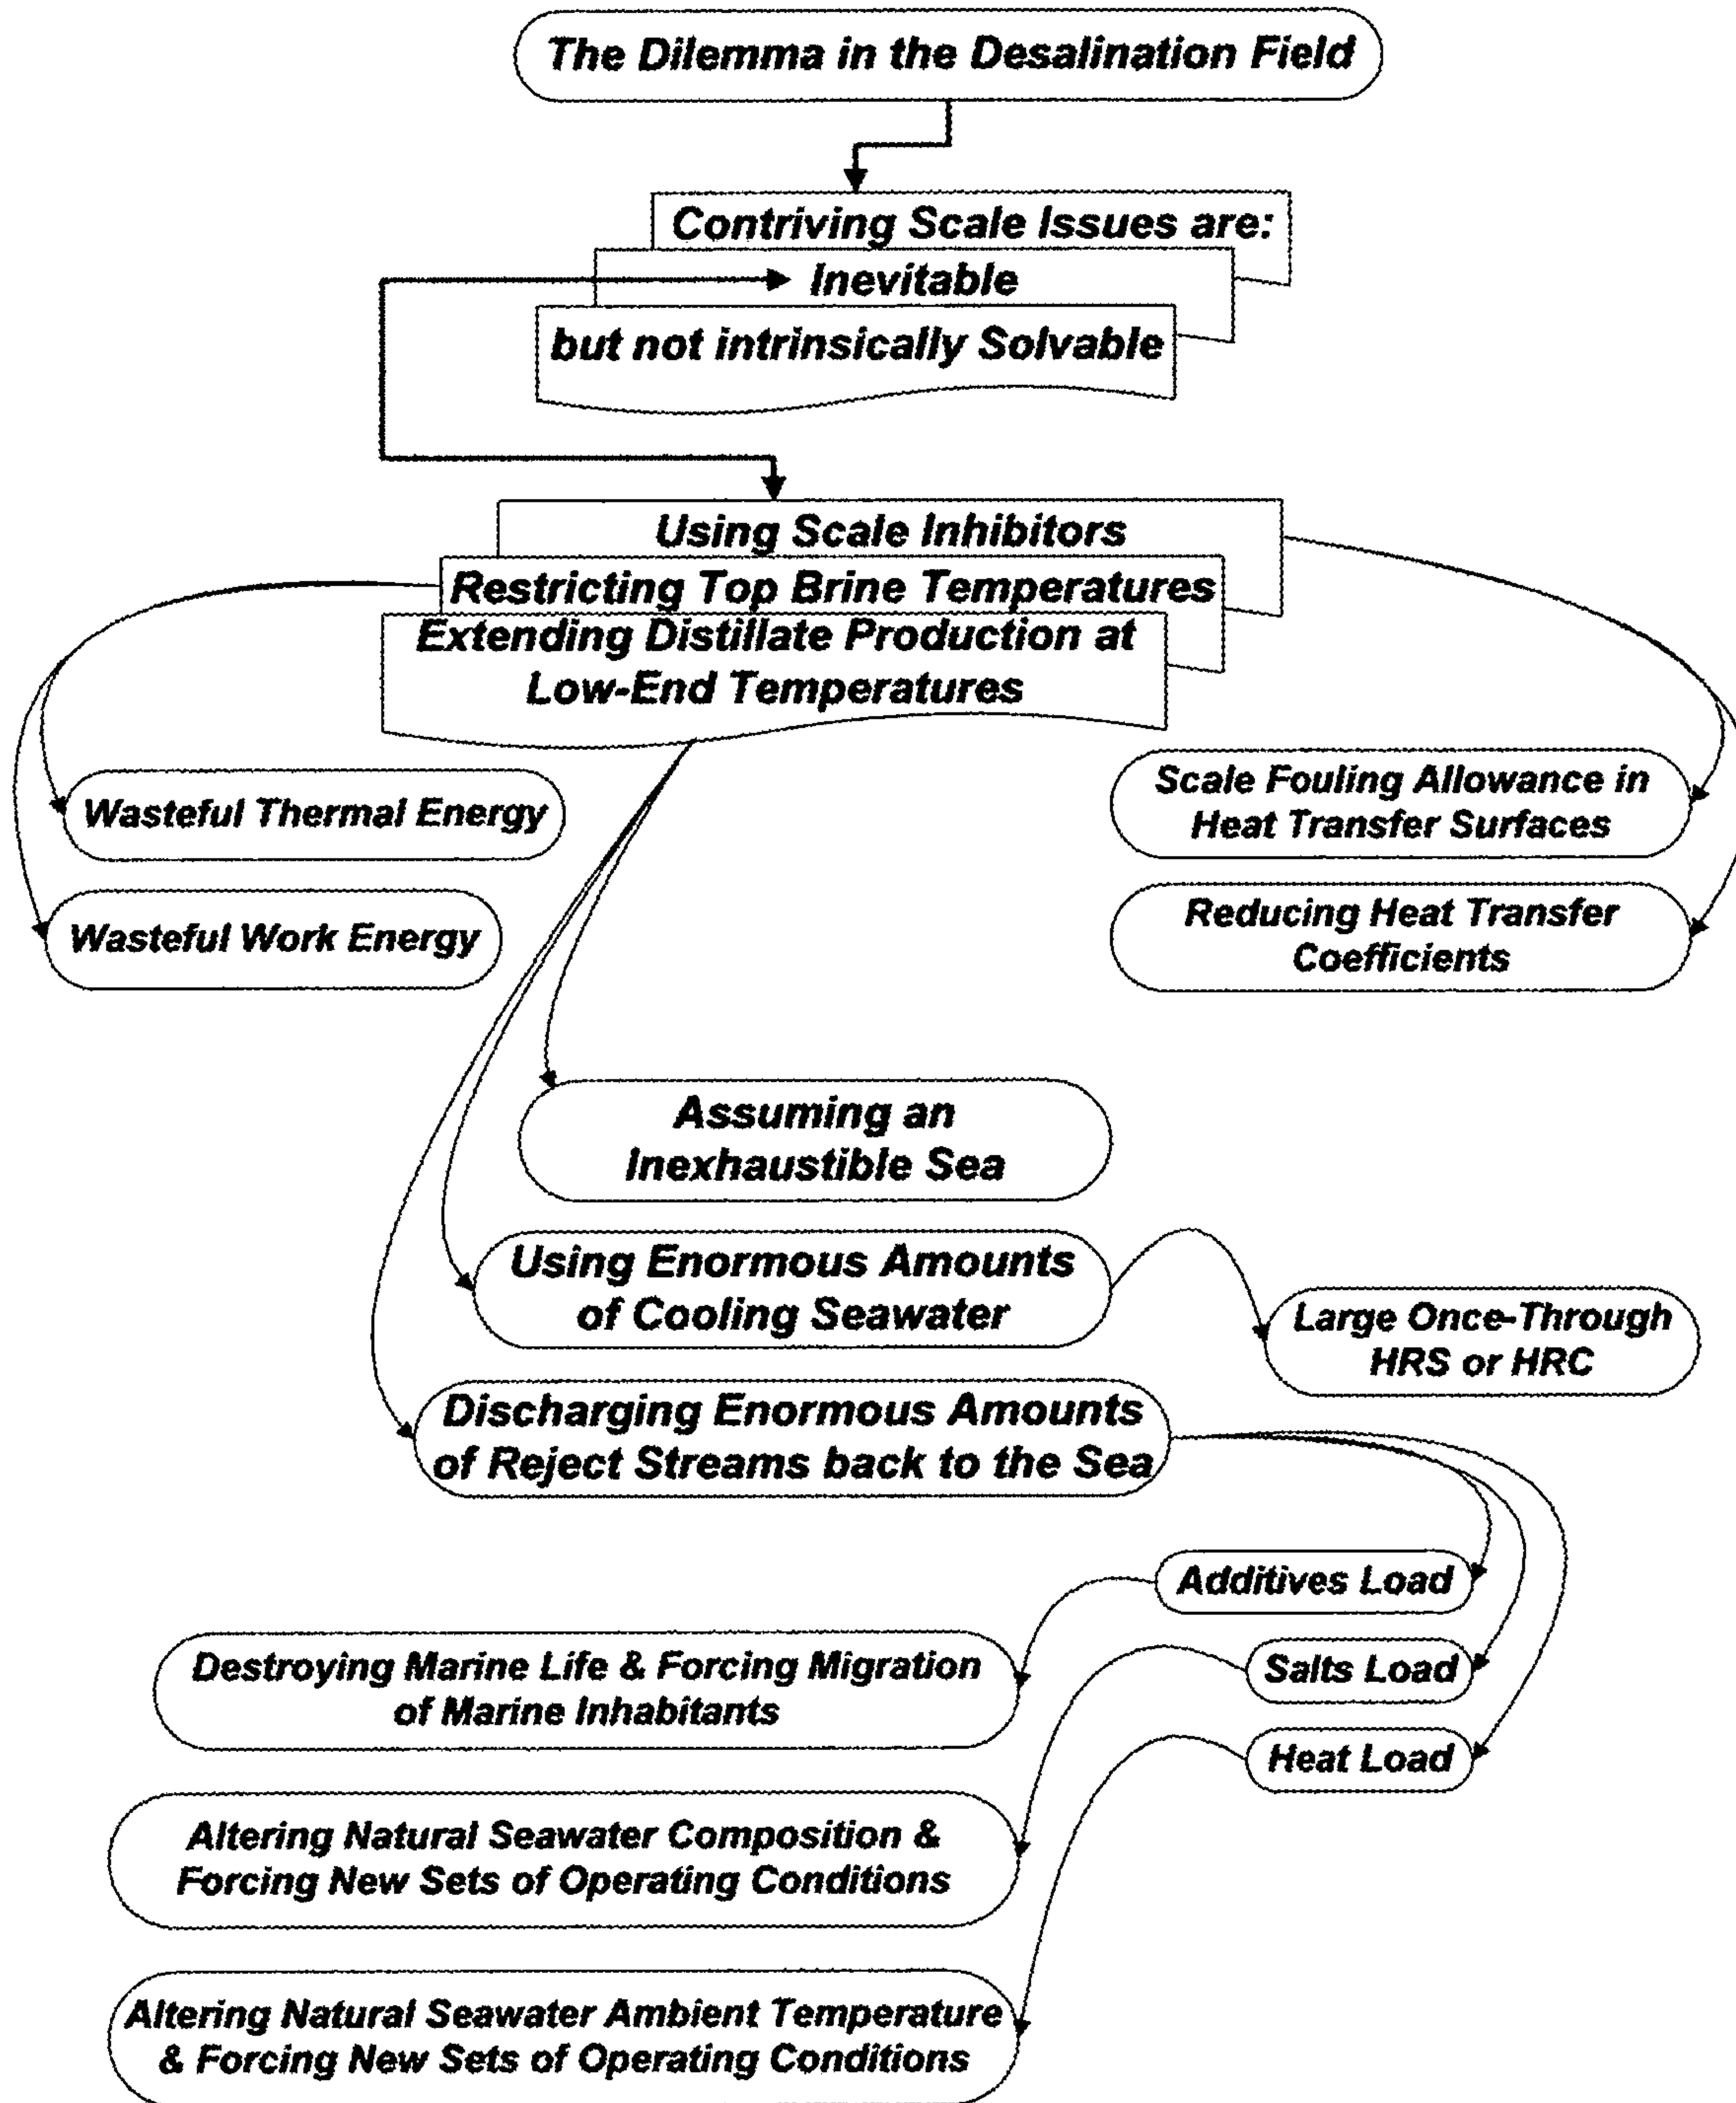 The Dilemma in the Desalination Field
Contriving Scale Issues are:
Inevitable
but not intrinsically Solvable
Using Scale Inhibitors
Restricting Top Brine Temperatures
Extending Distillate Production at
Low-End Temperatures
Wasteful Thermal Energy
Wasteful Work Energy
Scale Fouling Allowance in
Heat Transfer Surfaces
Reducing Heat Transfer
Coefficients
Assuming an
Inexhaustible Sea
Using Enormous Amounts
of Cooling Seawater
Large Once-Through
HRS or HRC
Discharging Enormous Amounts
of Reject Streams back to the Sea
Additives Load
Salts Load
Heat Load
Destroying Marine Life & Forcing Migration
of Marine Inhabitants
Altering Natural Seawater Composition &
Forcing New Sets of Operating Conditions
Altering Natural Seawater Ambient Temperature
& Forcing New Sets of Operating Conditions